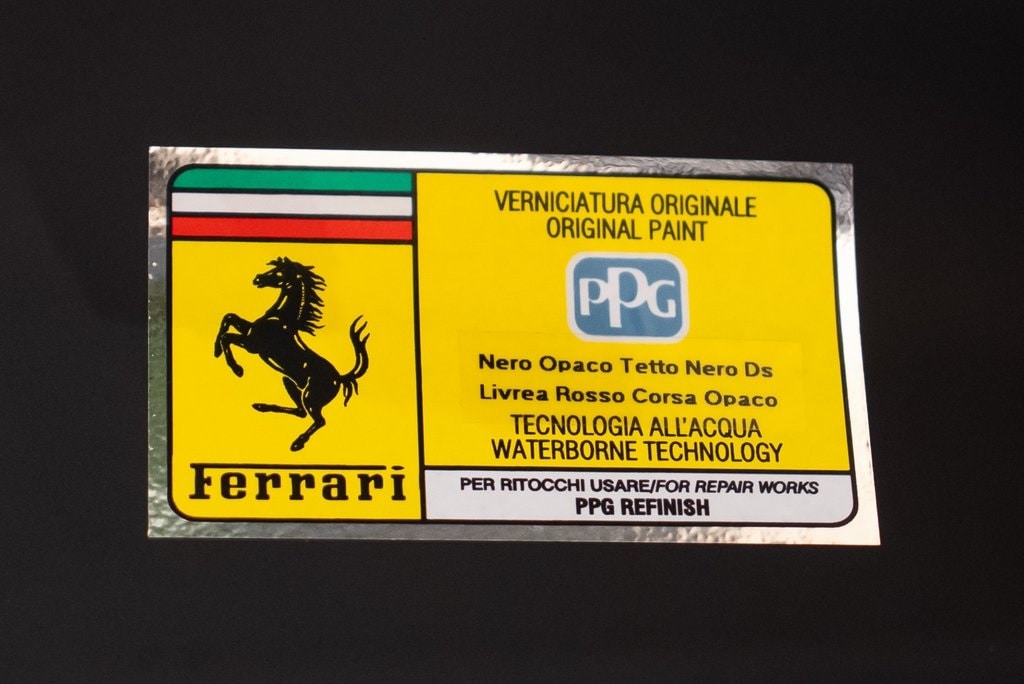 Ferrari
VERNICIATURA ORIGINALE
ORIGINAL PAINT
PPG
Nero Opaco Tetto Nero Ds
Livrea Rosso Corsa Opaco
TECNOLOGIA ALL'ACQUA
WATERBORNE TECHNOLOGY
PER RITOCCHI USARE/FOR REPAIR WORKS
PPG REFINISH